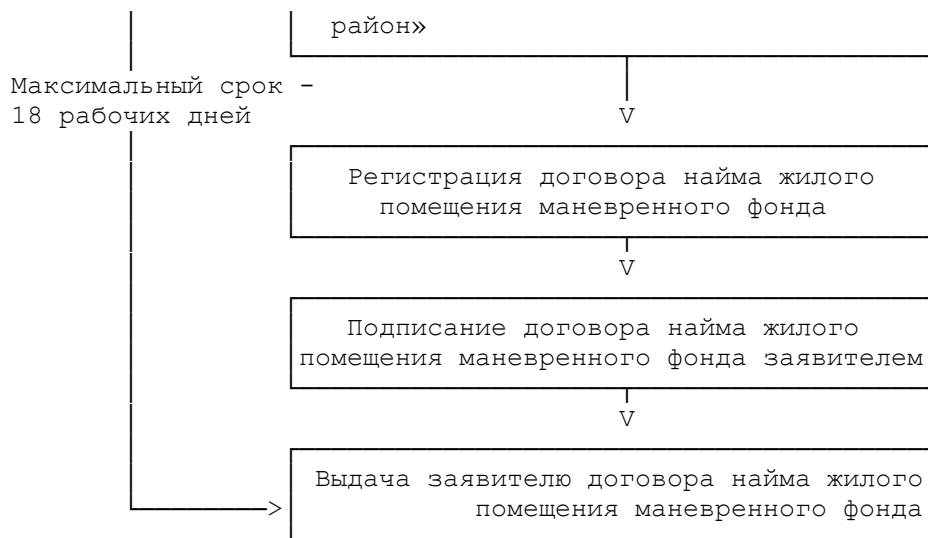 район»
Максимальный срок -
18 рабочих дней
V
Регистрация договора найма жилого
помещения маневренного фонда
V
Подписание договора найма жилого
помещения маневренного фонда заявителем
V
Выдача заявителю договора найма жилого
помещения маневренного фонда